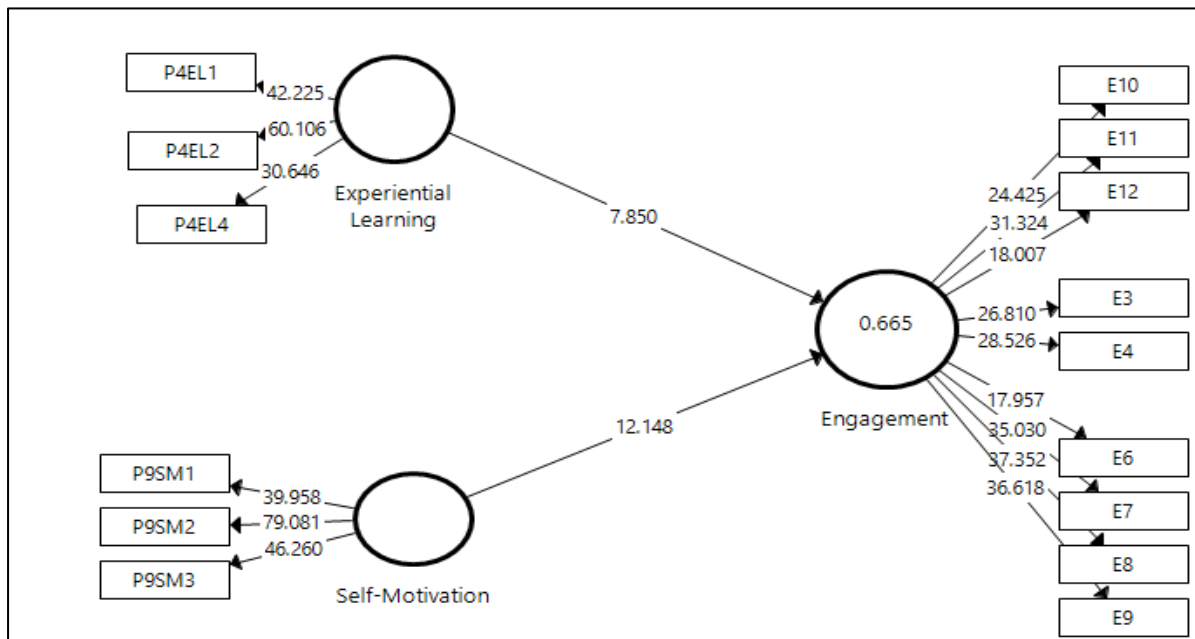 P4EL1
42.225
P4EL2
60.106
P4EL4
30.646
Experiential
Learning
7.850
E10
E11
E12
24.425
31.324
18.007
0.665
Engagement
E3
26.810
E4
28.526
17.957
35.030
37.352
36.618
E6
E7
E8
E9
12.148
P9SM1
39.958
P9SM2
79.081
P9SM3
46.260
Self-Motivation